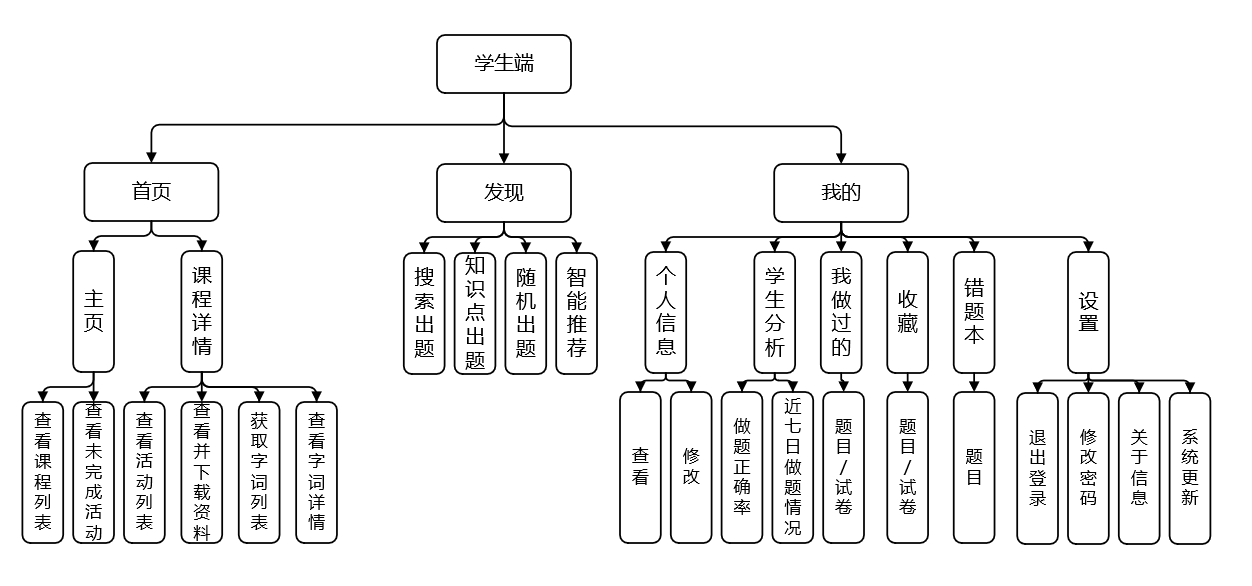 学生端
首页
发现
我的
主页
课程详情
搜索出题
知识点出题
随机出题
智能推荐
个人信息
学生分析
我做过的
收藏
错题本
设置
查看课程列表
查看未完成活动
查看活动列表
查看并下载资料
获取字词列表
查看字词详情
查看
修改
做题正确率
近七日做题情况
题目/试卷
题目/试卷
题目
退出登录
修改密码
关于信息
系统更新